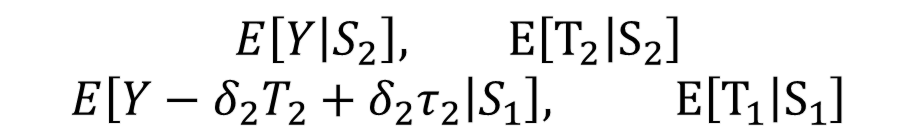 E[Y|S₂], E[T₂|S₂]
E[Y − δ₂T₂ + δ₂τ₂|S₁], E[T₁|S₁]